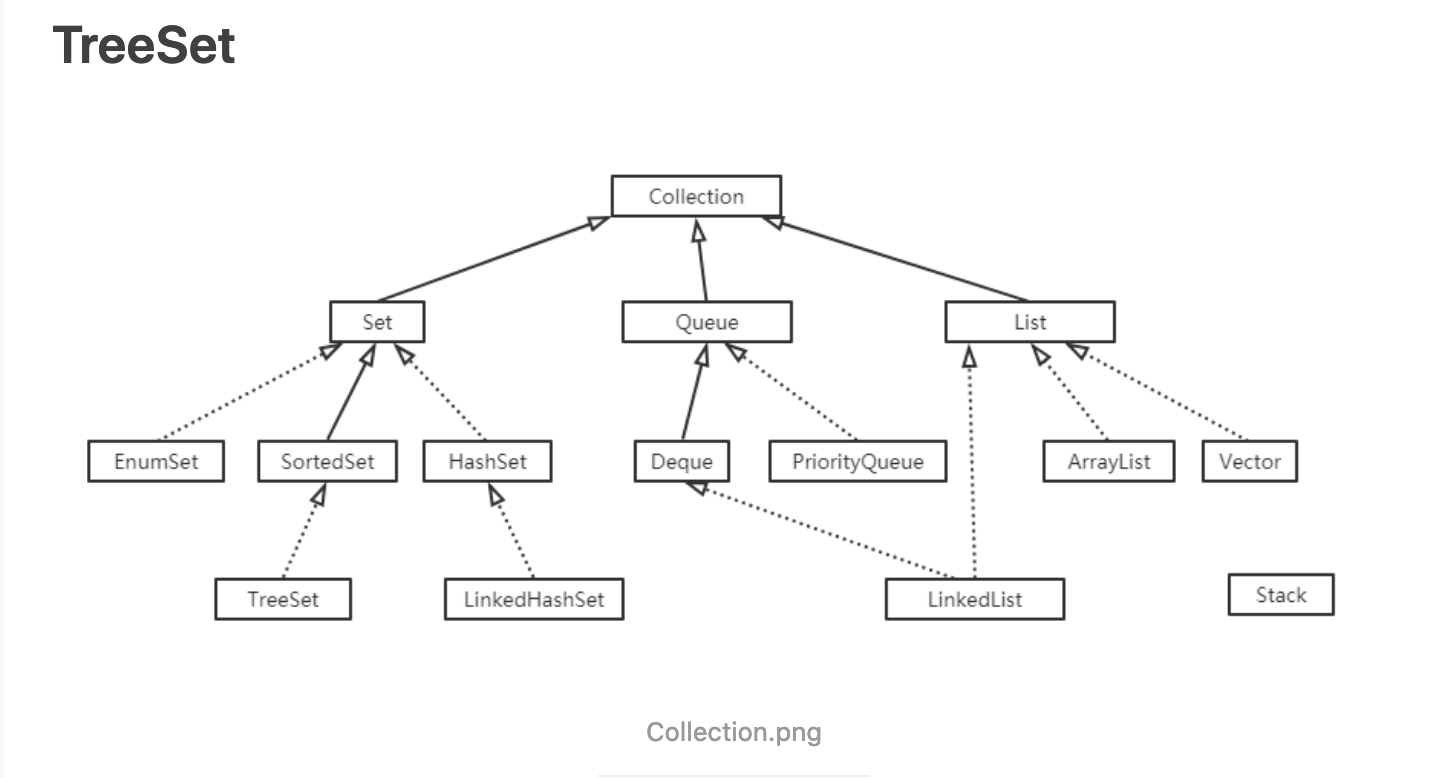 TreeSet
Collection
Set
Queue
List
EnumSet
SortedSet
HashSet
Deque
PriorityQueue
ArrayList
Vector
TreeSet
LinkedHashSet
LinkedList
Stack
Collection.png